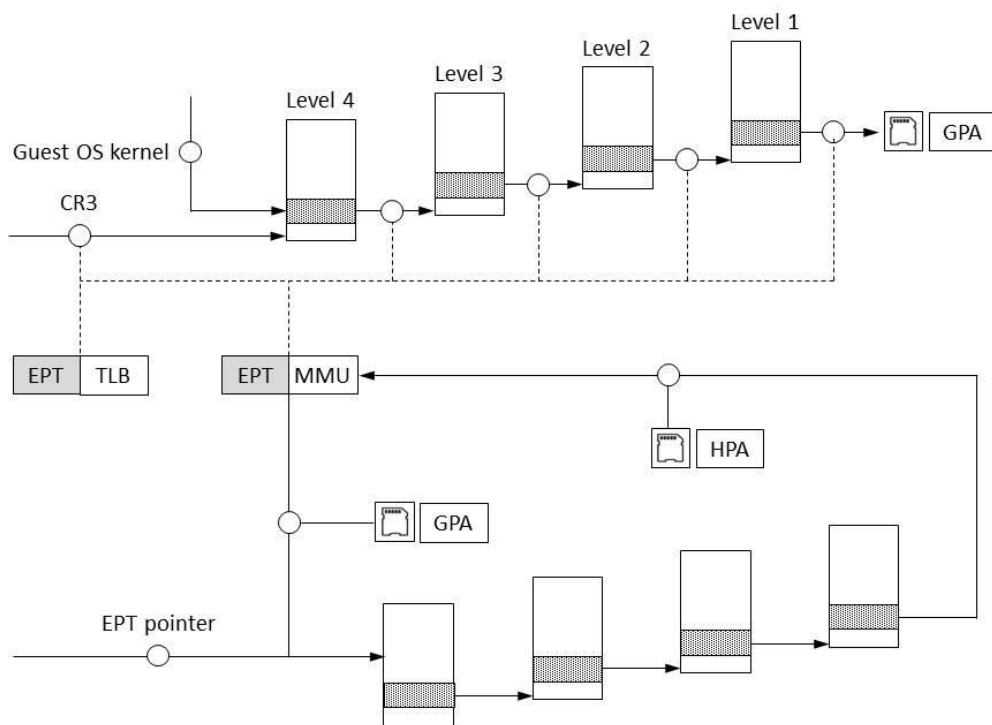 Level 1
Level 2
Level 3
Level 4
GPA
Guest OS kernel
CR3
EPT TLB
EPT MMU
HPA
GPA
EPT pointer